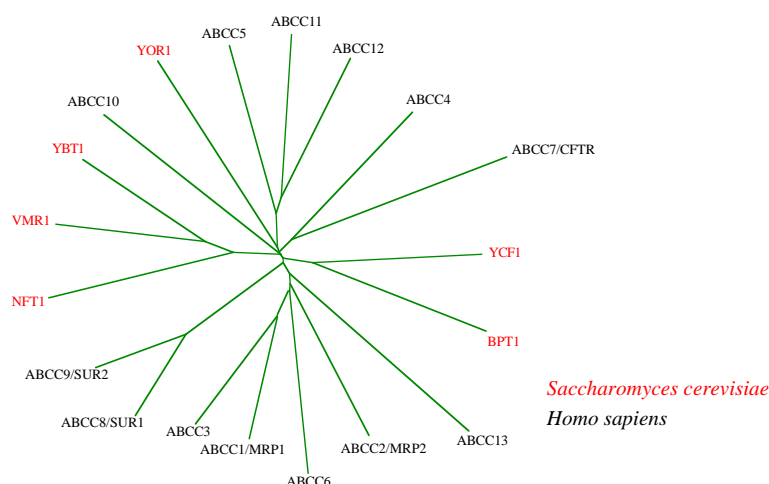 ABCC11
ABCC5
YOR1
ABCC12
ABCC10
ABCC4
YBT1
ABCC7/CFTR
VMR1
YCF1
NFT1
BPT1
ABCC9/SUR2
Saccharomyces cerevisiae
ABCC8/SUR1
Homo sapiens
ABCC3
ABCC13
ABCC1/MRP1
ABCC2/MRP2
ABCC6